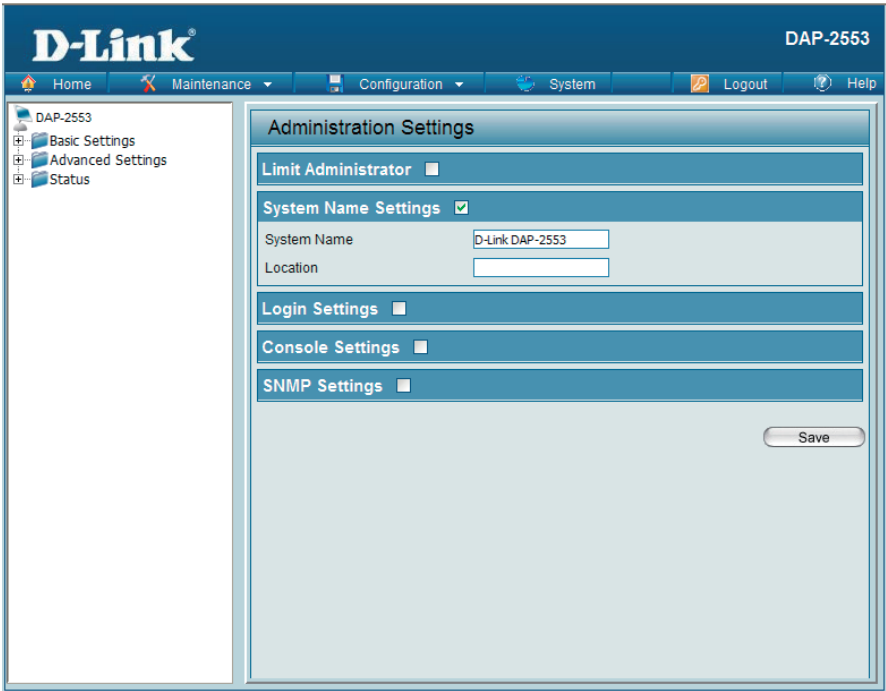 D-Link®
DAP-2553
Home Maintenance Configuration System Logout Help
DAP-2553
Basic Settings
Advanced Settings
Status
Administration Settings
Limit Administrator
System Name Settings
System Name D-Link DAP-2553
Location
Login Settings
Console Settings
SNMP Settings
Save